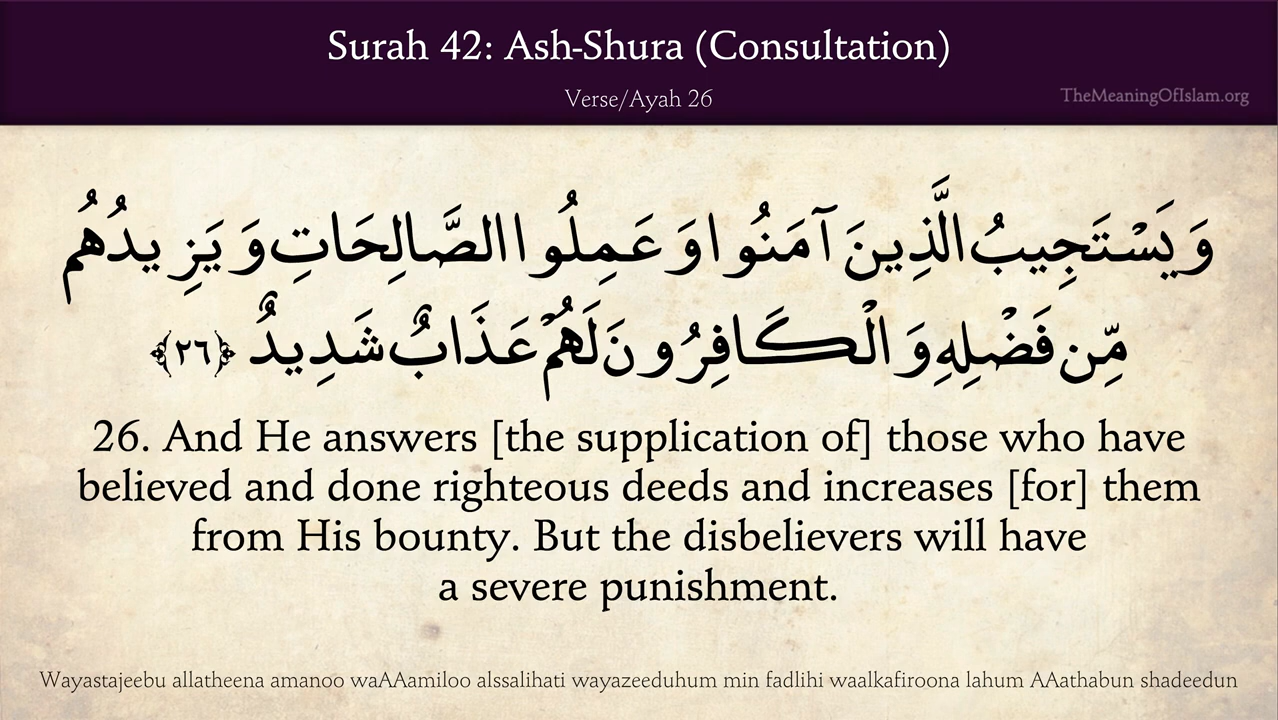 Surah 42: Ash-Shura (Consultation)
Verse/Ayah 26
TheMeaningOfIslam.org
وَيَسْتَجِيبُ الَّذِينَ آمَنُوا وَعَمِلُوا الصَّالِحَاتِ وَيَزِيدُهُم
مِّن فَضْلِهِ وَالْكَافِرُونَ لَهُمْ عَذَابٌ شَدِيدٌ ﴿٢٦﴾
26. And He answers [the supplication of] those who have
believed and done righteous deeds and increases [for] them
from His bounty. But the disbelievers will have
a severe punishment.
Wayastajeebu allatheena amanoo waAAamiloo alssalihati wayazeeduhum min fadlihi waalkafiroona lahum AAathabun shadeedun